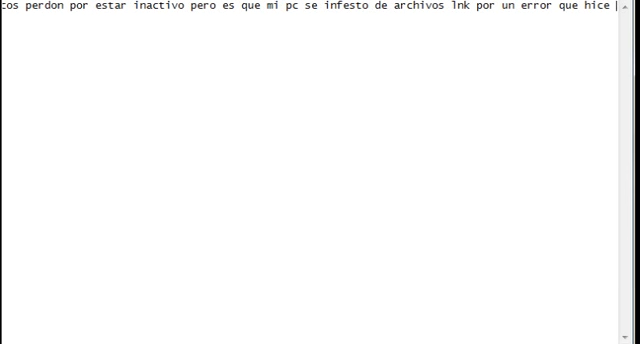 perdon por estar inactivo pero es que mi pc se infesto de archivos lnk por un error que hice